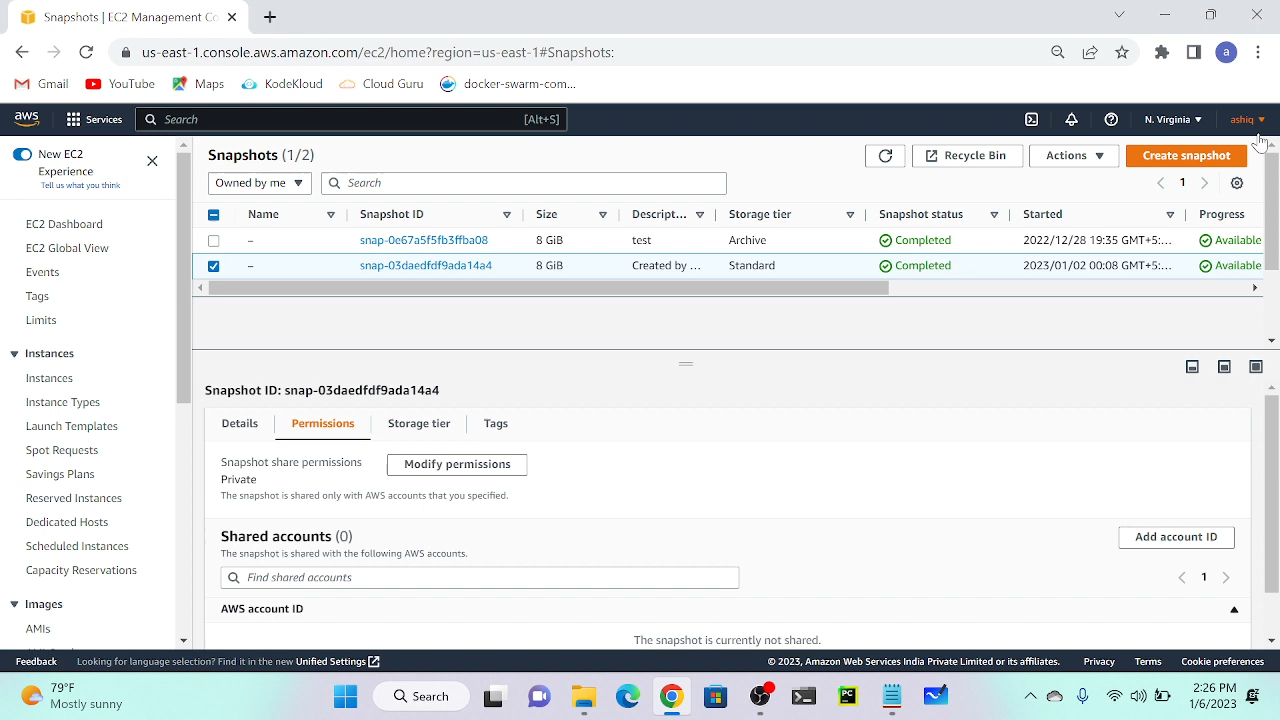 Snapshots | EC2 Management Co
us-east-1.console.aws.amazon.com/ec2/home?region=us-east-1#Snapshots:
a
Gmail YouTube Maps KodeKloud Cloud Guru docker-swarm-com...
aws Services Search [Alt+S] N. Virginia ashiq
New EC2
Experience
Tell us what you think
EC2 Dashboard
EC2 Global View
Events
Tags
Limits
Instances
Instances
Instance Types
Launch Templates
Spot Requests
Savings Plans
Reserved Instances
Dedicated Hosts
Scheduled Instances
Capacity Reservations
Images
AMIs
Snapshots (1/2) Recycle Bin Actions Create snapshot
Owned by me Search 1
Name Snapshot ID Size Descript... Storage tier Snapshot status Started Progress
– snap-0e67a5f5fb3ffba08 8 GiB test Archive Completed 2022/12/28 19:35 GMT+5:... Available
– snap-03daedfdf9ada14a4 8 GiB Created by ... Standard Completed 2023/01/02 00:08 GMT+5:... Available
Snapshot ID: snap-03daedfdf9ada14a4
Details Permissions Storage tier Tags
Snapshot share permissions Modify permissions
Private
The snapshot is shared only with AWS accounts that you specified.
Shared accounts (0) Add account ID
The snapshot is shared with the following AWS accounts.
Find shared accounts 1
AWS account ID
The snapshot is currently not shared.
Feedback Looking for language selection? Find it in the new Unified Settings © 2023, Amazon Web Services India Private Limited or its affiliates. Privacy Terms Cookie preferences
79°F
Mostly sunny
Search
PC
2:26 PM
1/6/2023